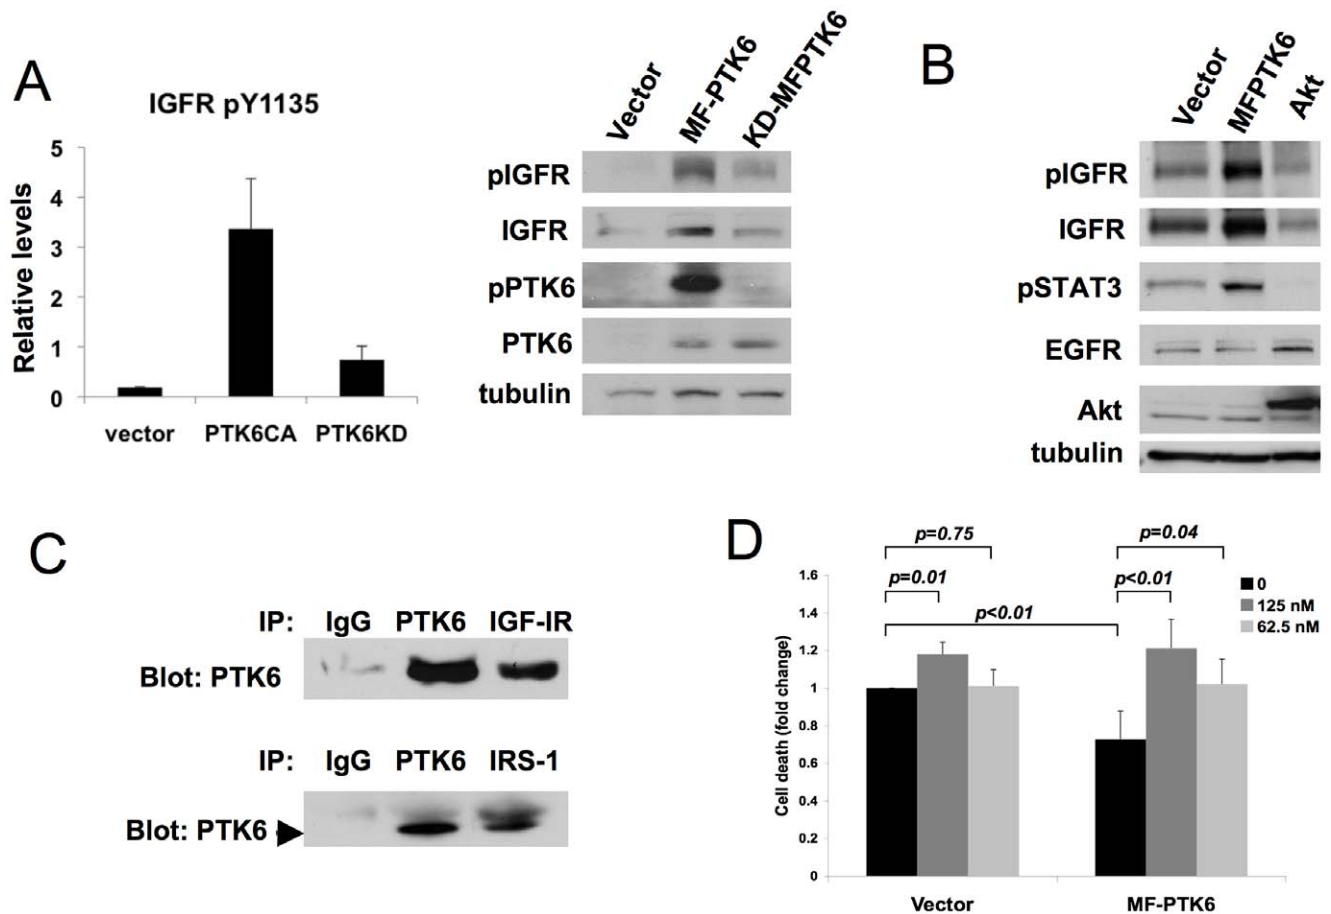 A
IGFR pY1135
Relative levels
5
4
3
2
1
0
vector PTK6CA PTK6KD
Vector MF-PTK6 KD-MFPTK6
pIGFR
IGFR
pPTK6
PTK6
tubulin
B
Vector MFPTK6 Akt
pIGFR
IGFR
pSTAT3
EGFR
Akt
tubulin
C
IP: IgG PTK6 IGF-IR
Blot: PTK6
IP: IgG PTK6 IRS-1
Blot: PTK6
D
p=0.75 p=0.04
p=0.01 p<0.01
p<0.01
0
125 nM
62.5 nM
Cell death (fold change)
1.6
1.4
1.2
1
0.8
0.6
0.4
0.2
0
Vector MF-PTK6